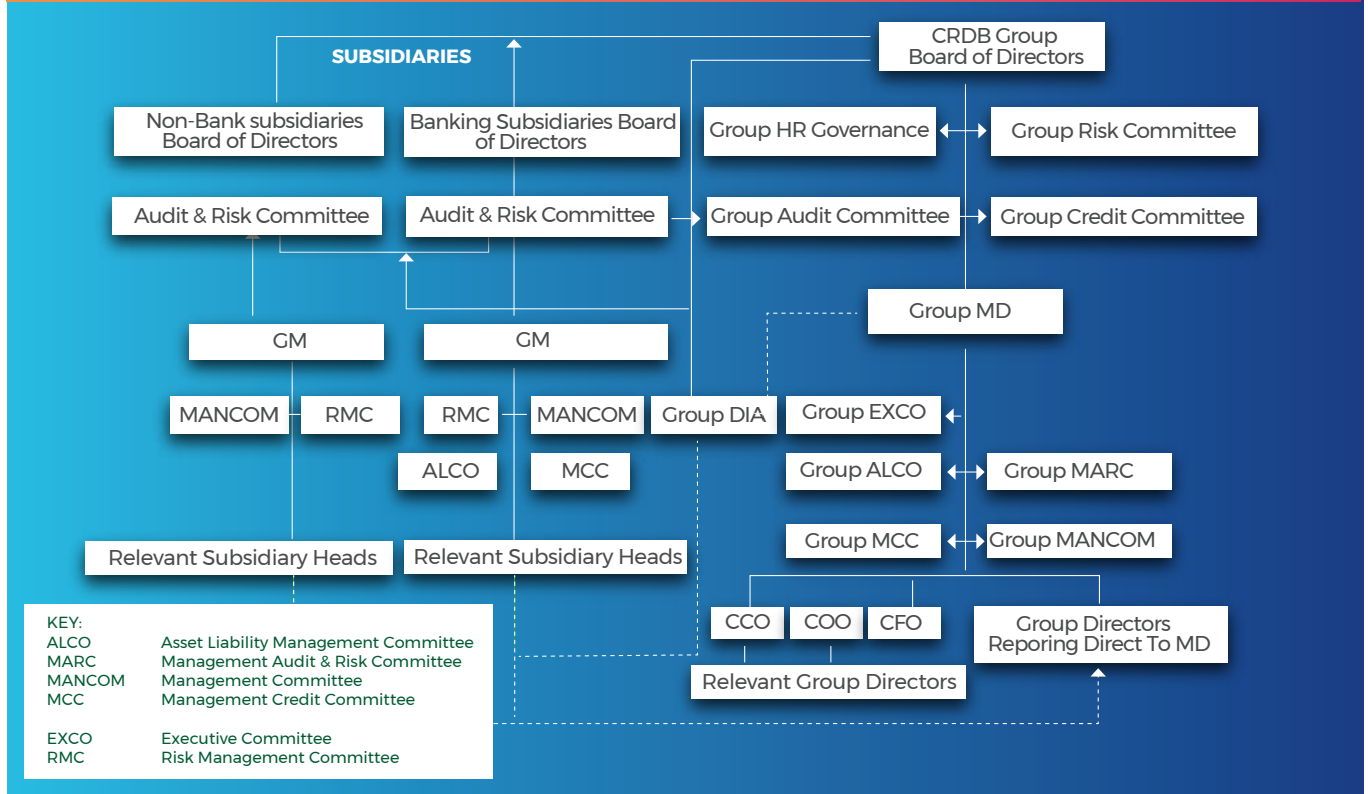 CRDB Group
Board of Directors
SUBSIDIARIES
Non-Bank subsidiaries
Board of Directors
Banking Subsidiaries Board
of Directors
Group HR Governance
Group Risk Committee
Audit & Risk Committee
Audit & Risk Committee
Group Audit Committee
Group Credit Committee
Group MD
GM
GM
MANCOM
RMC
RMC
MANCOM
Group DIA
Group EXCO
ALCO
MCC
Group ALCO
Group MARC
Group MCC
Group MANCOM
Relevant Subsidiary Heads
Relevant Subsidiary Heads
CCO
COO
CFO
Group Directors
Reporing Direct To MD
Relevant Group Directors
KEY:
ALCO Asset Liability Management Committee
MARC Management Audit & Risk Committee
MANCOM Management Committee
MCC Management Credit Committee
EXCO Executive Committee
RMC Risk Management Committee